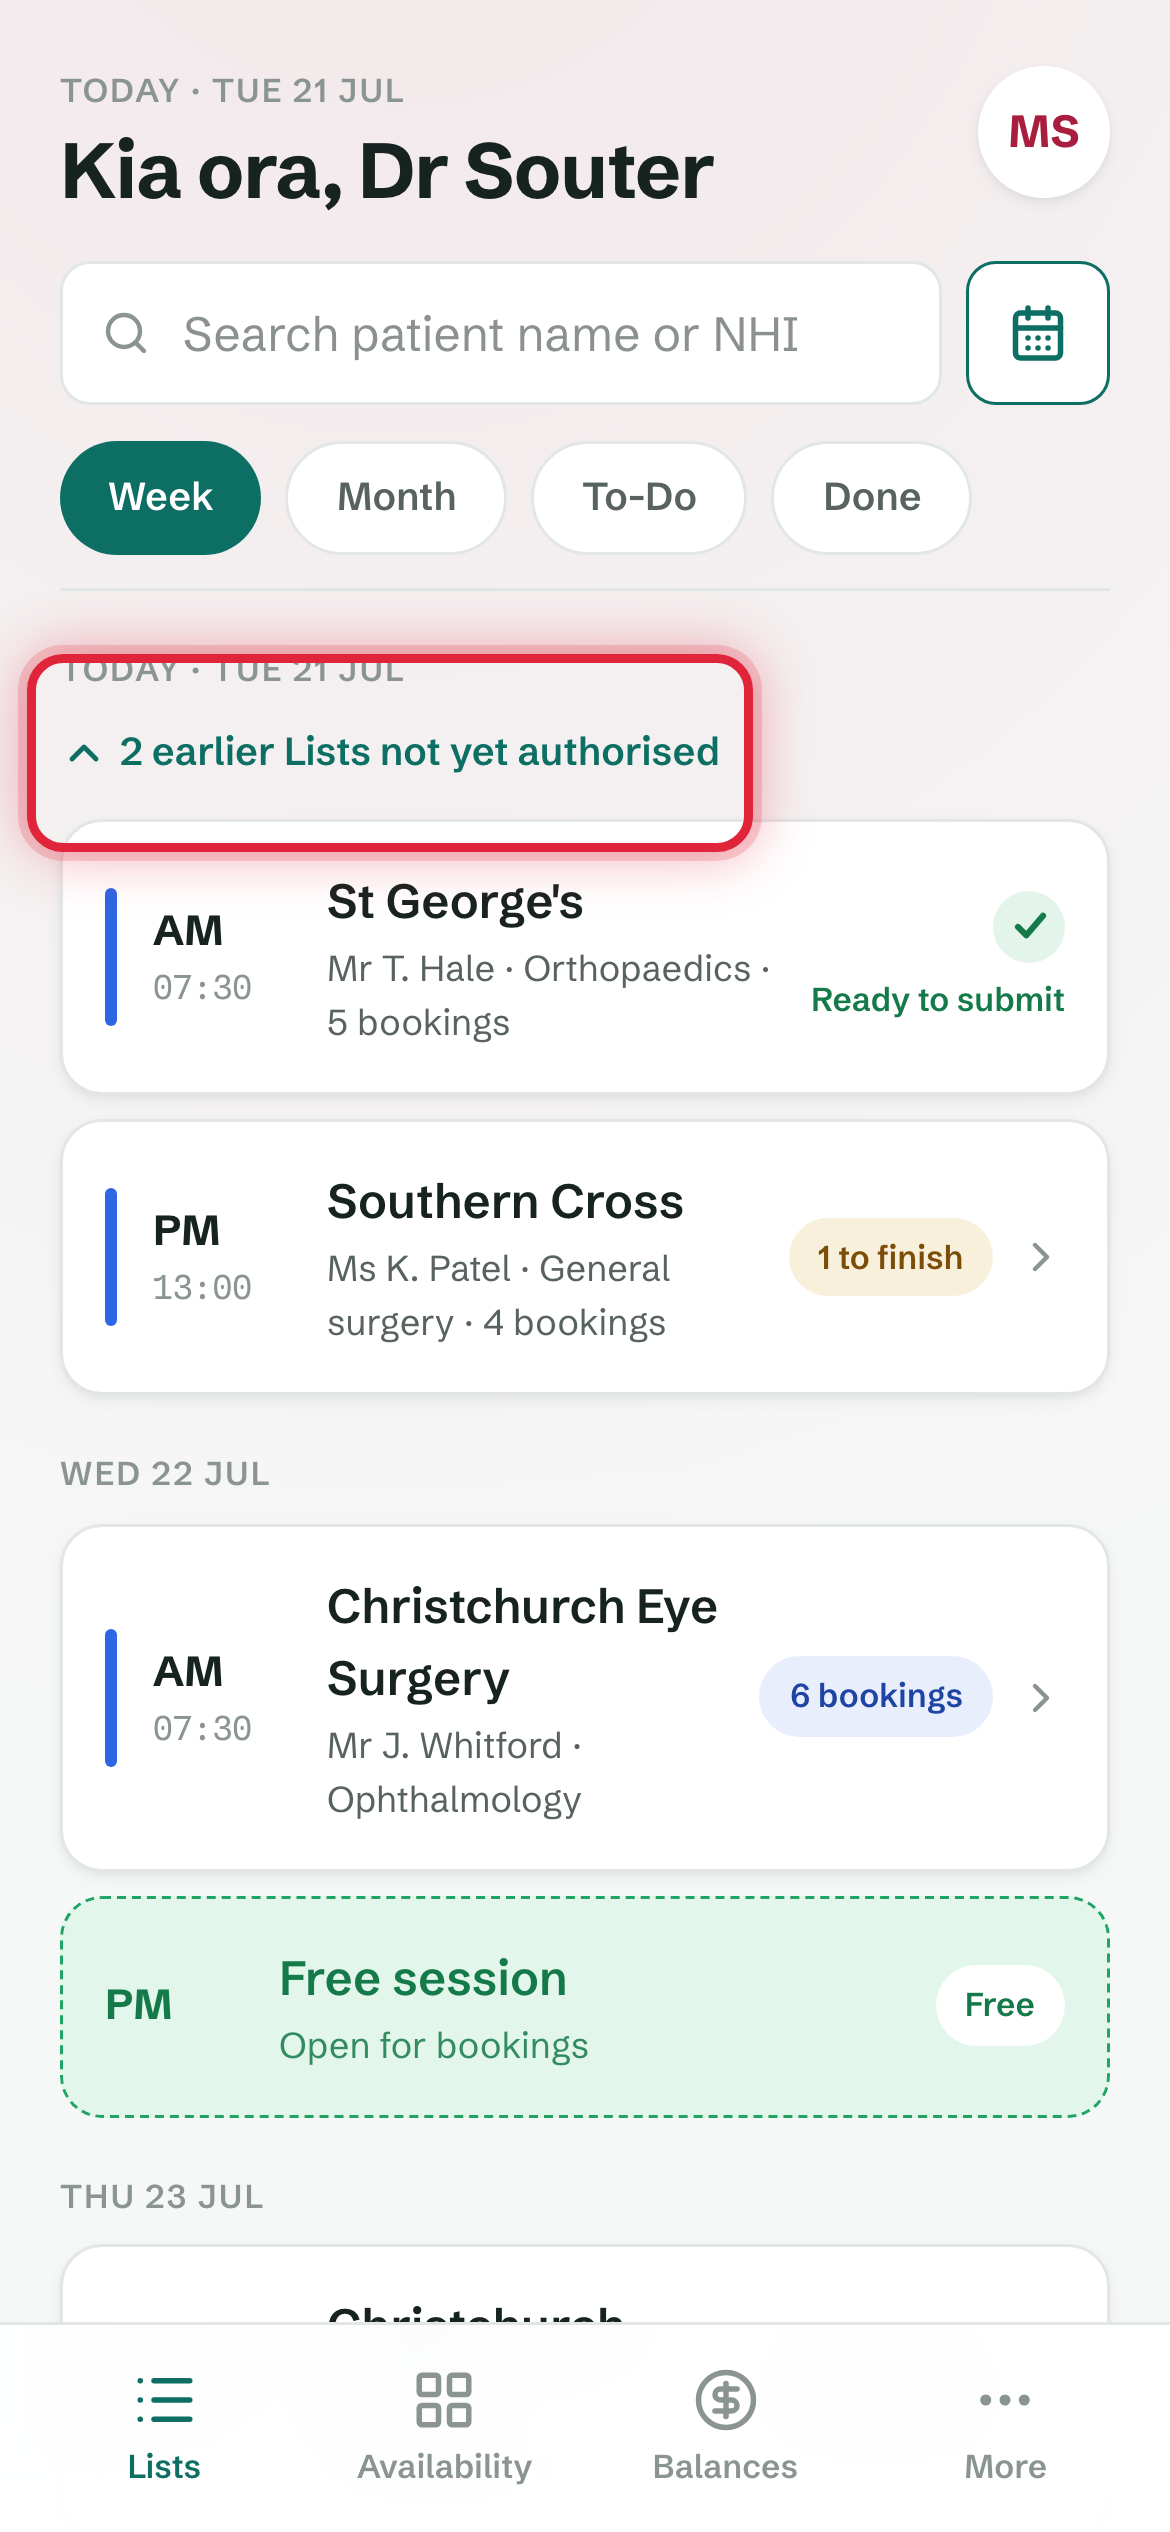 TODAY · TUE 21 JUL
Kia ora, Dr Souter
MS
Search patient name or NHI
Week
Month
To-Do
Done
TODAY · TUE 21 JUL
2 earlier Lists not yet authorised
AM
07:30
St George's
Mr T. Hale · Orthopaedics ·
5 bookings
Ready to submit
PM
13:00
Southern Cross
Ms K. Patel · General
surgery · 4 bookings
1 to finish
WED 22 JUL
AM
07:30
Christchurch Eye
Surgery
Mr J. Whitford ·
Ophthalmology
6 bookings
PM
Free session
Open for bookings
Free
THU 23 JUL
Christchurch
Lists
Availability
Balances
More